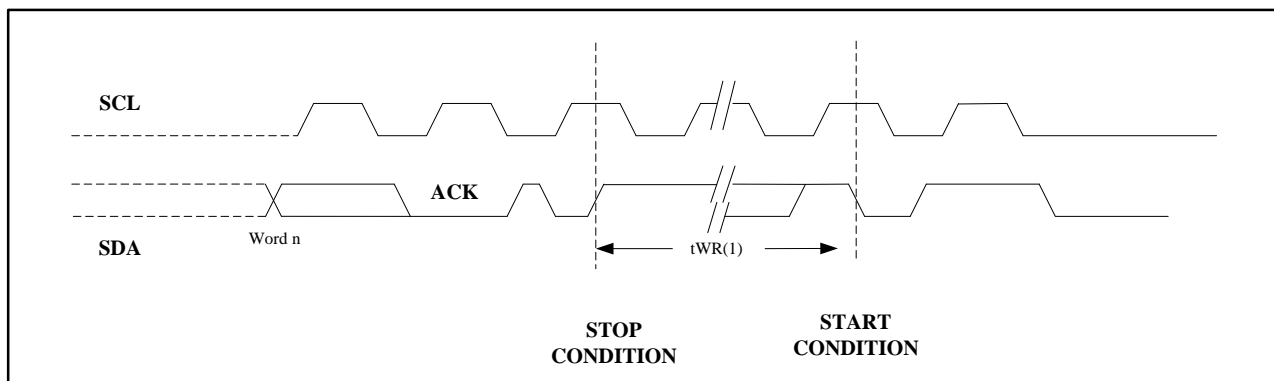 SCL
ACK
SDA
Word n
tWR(1)
STOP
CONDITION
START
CONDITION